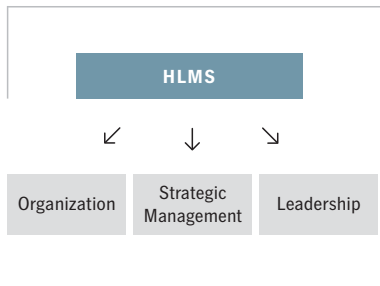 HLMS
Organization
Strategic
Management
Leadership